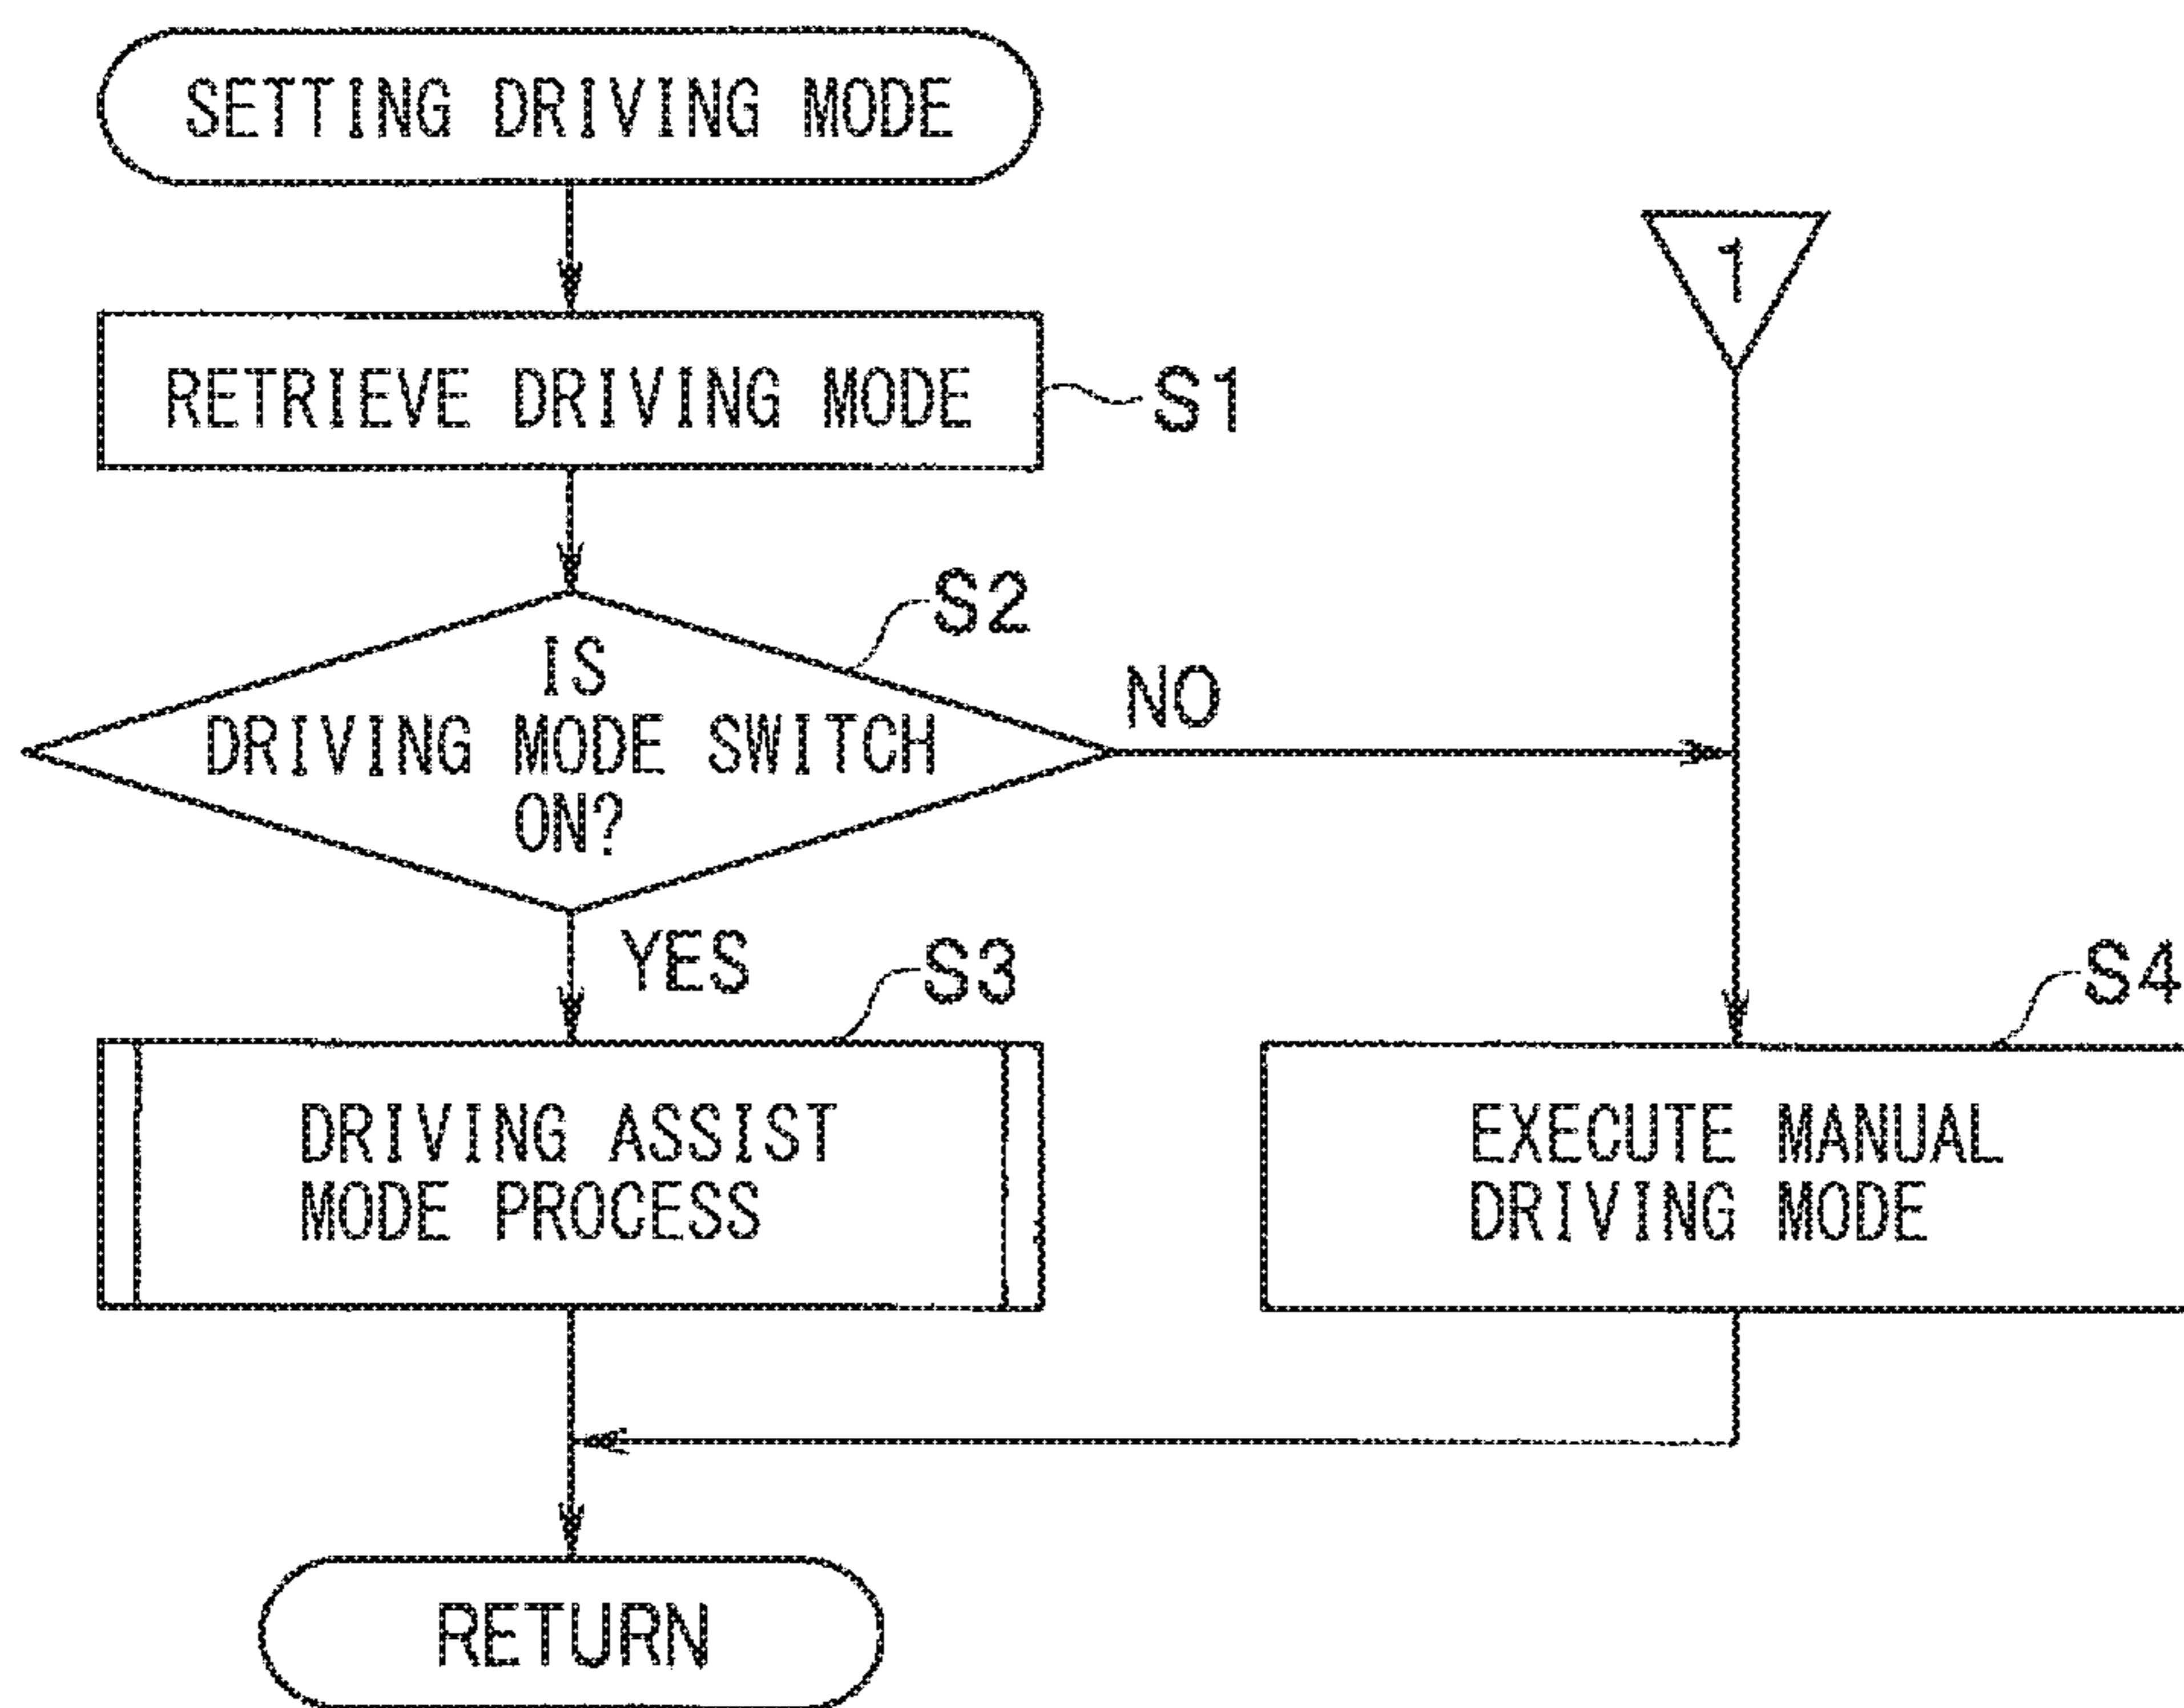 SETTING DRIVING MODE
1
RETRIEVE DRIVING MODE
S1
S2
IS
DRIVING MODE SWITCH
ON?
NO
YES
S3
S4
DRIVING ASSIST
MODE PROCESS
EXECUTE MANUAL
DRIVING MODE
RETURN